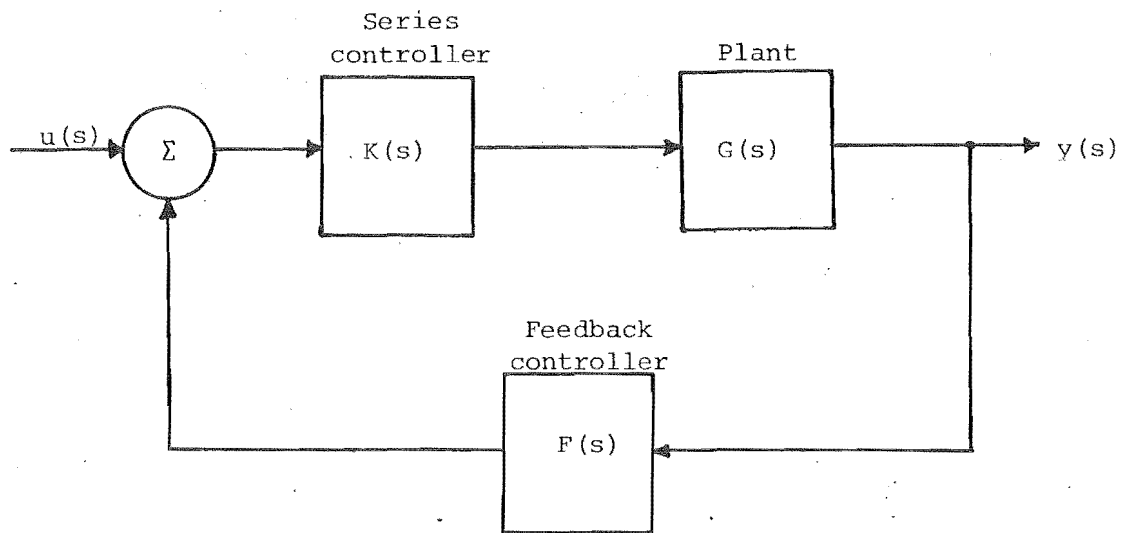 Series
controller
Plant
u(s)
Σ
K(s)
G(s)
y(s)
Feedback
controller
F(s)